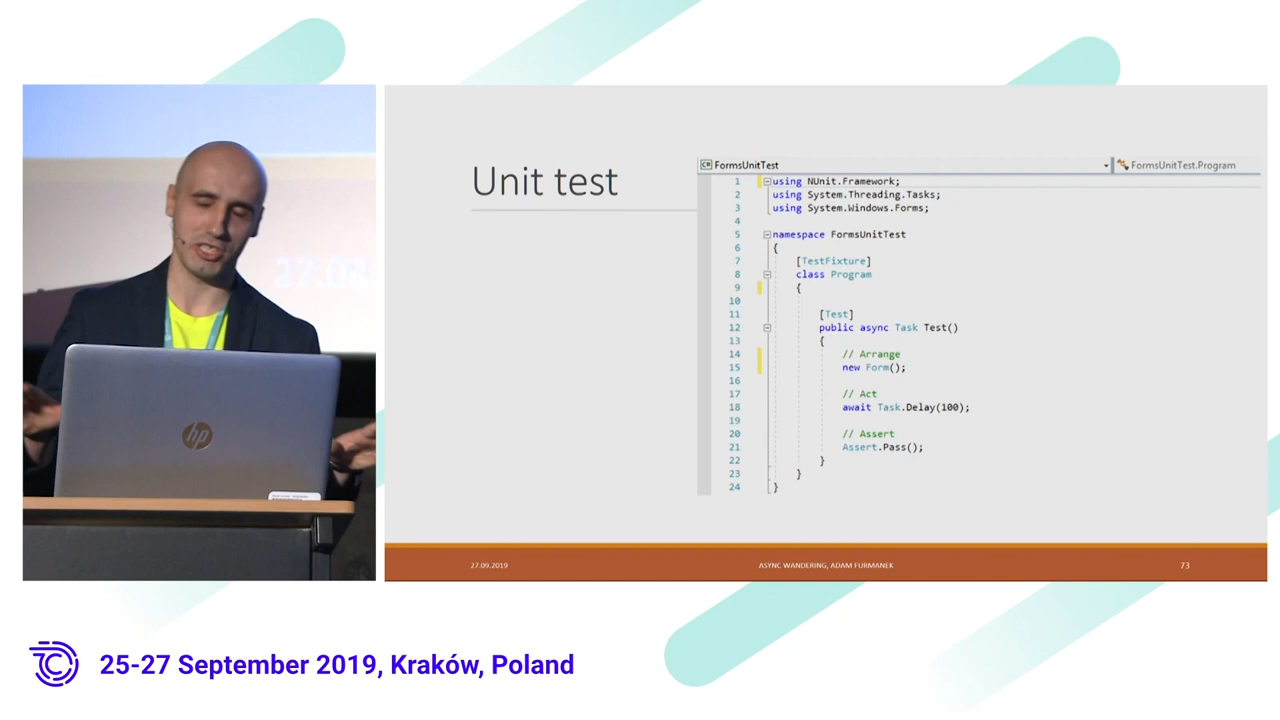 27.09
hp
Unit test
FormsUnitTest
FormsUnitTest.Program
1 using NUnit.Framework;
2 using System.Threading.Tasks;
3 using System.Windows.Forms;
4
5 namespace FormsUnitTest
6 {
7 [TestFixture]
8 class Program
9 {
10
11 [Test]
12 public async Task Test()
13 {
14 // Arrange
15 new Form();
16
17 // Act
18 await Task.Delay(100);
19
20 // Assert
21 Assert.Pass();
22 }
23 }
24 }
27.09.2019
ASYNC WANDERING, ADAM FURMANEK
73
25-27 September 2019, Kraków, Poland